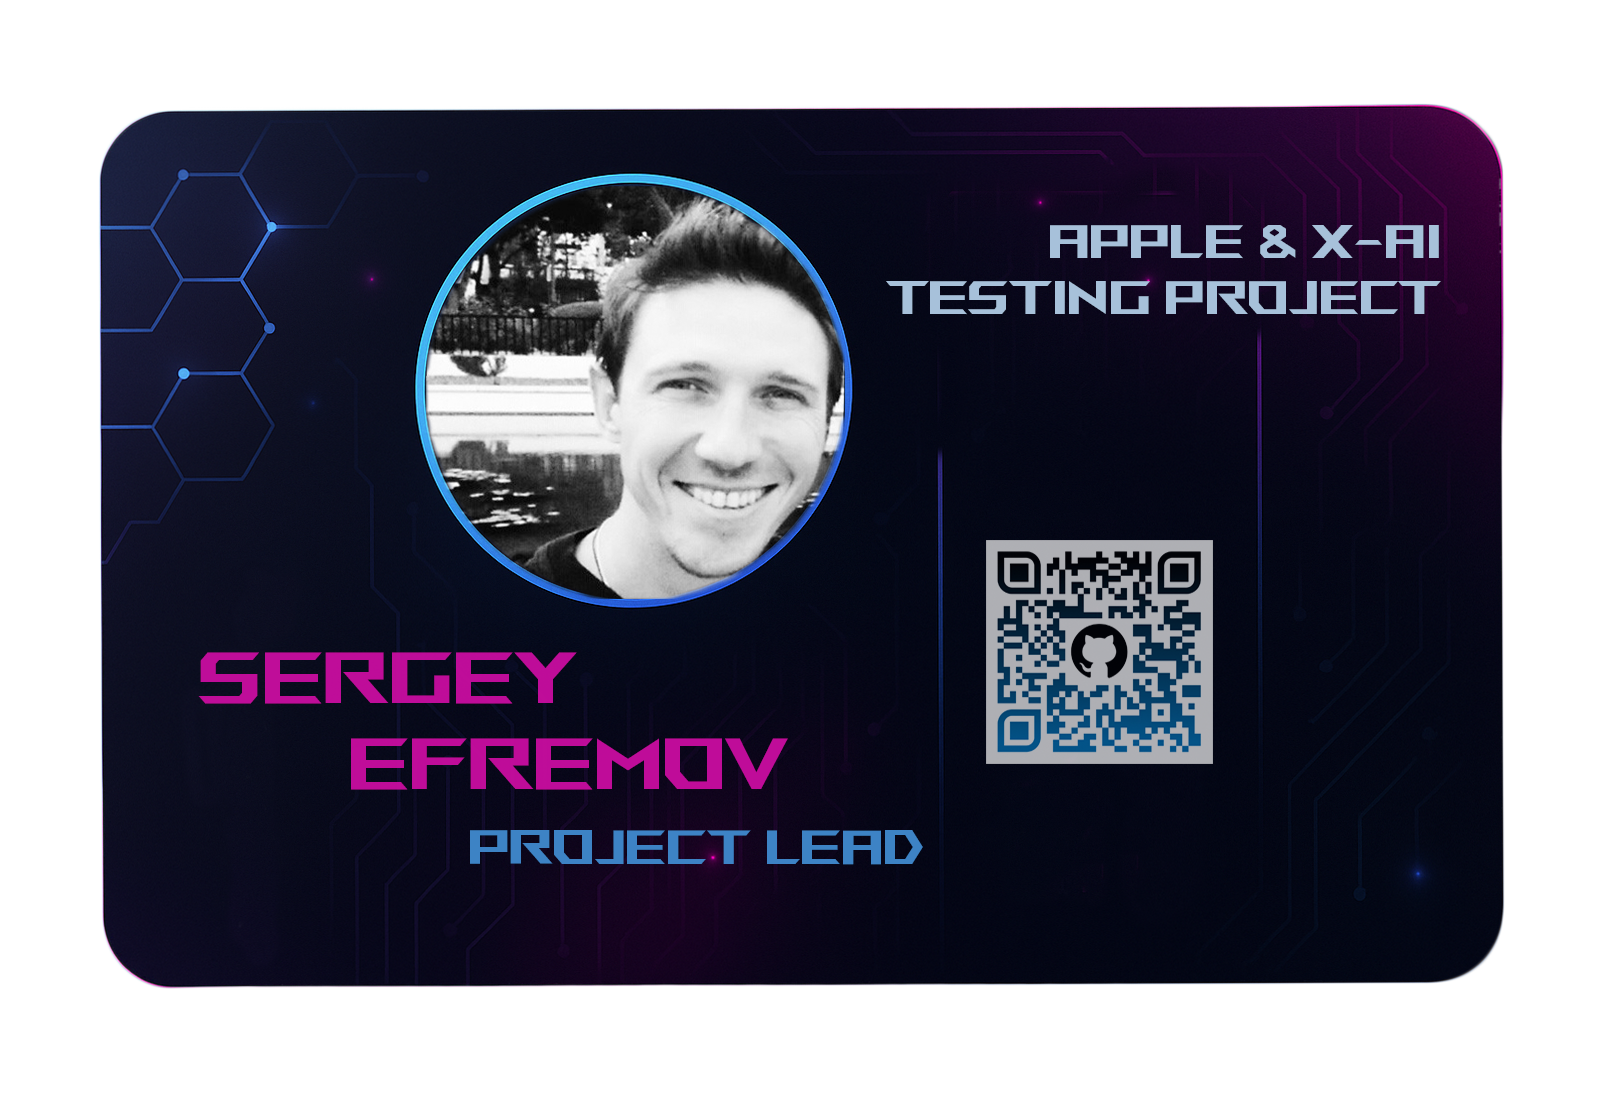 APPLE & X-AI
TESTING PROJECT
SERGEY
EFREMOV
PROJECT LEAD